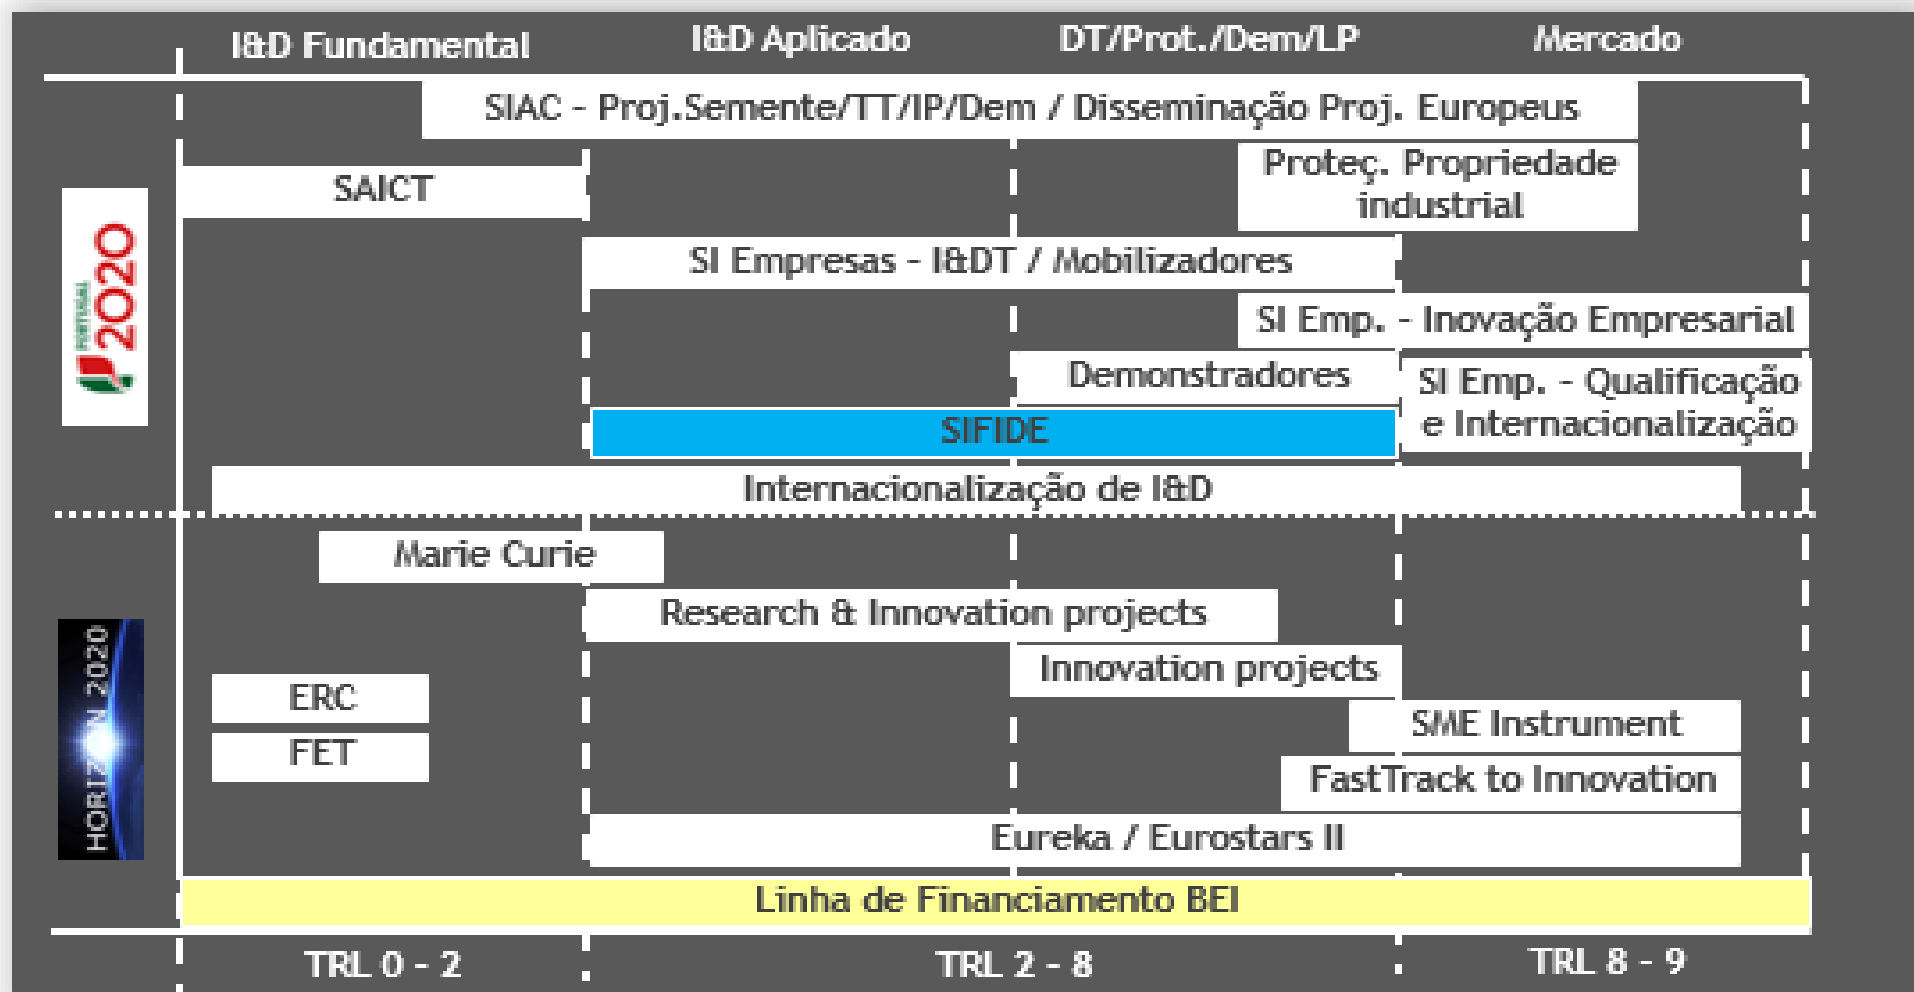 I&D Fundamental
I&D Aplicado
DT/Prot./Dem/LP
Mercado
SIAC - Proj.Semente/TT/IP/Dem / Disseminação Proj. Europeus
SAICT
Proteç. Propriedade
industrial
SI Empresas - I&DT / Mobilizadores
SI Emp. - Inovação Empresarial
Demonstradores
SI Emp. - Qualificação
e Internacionalização
SIFIDE
Internacionalização de I&D
PORTUGAL
2020
Marie Curie
Research & Innovation projects
Innovation projects
ERC
SME Instrument
FET
FastTrack to Innovation
Eureka / Eurostars II
HORIZON 2020
Linha de Financiamento BEI
TRL 0 - 2
TRL 2 - 8
TRL 8 - 9